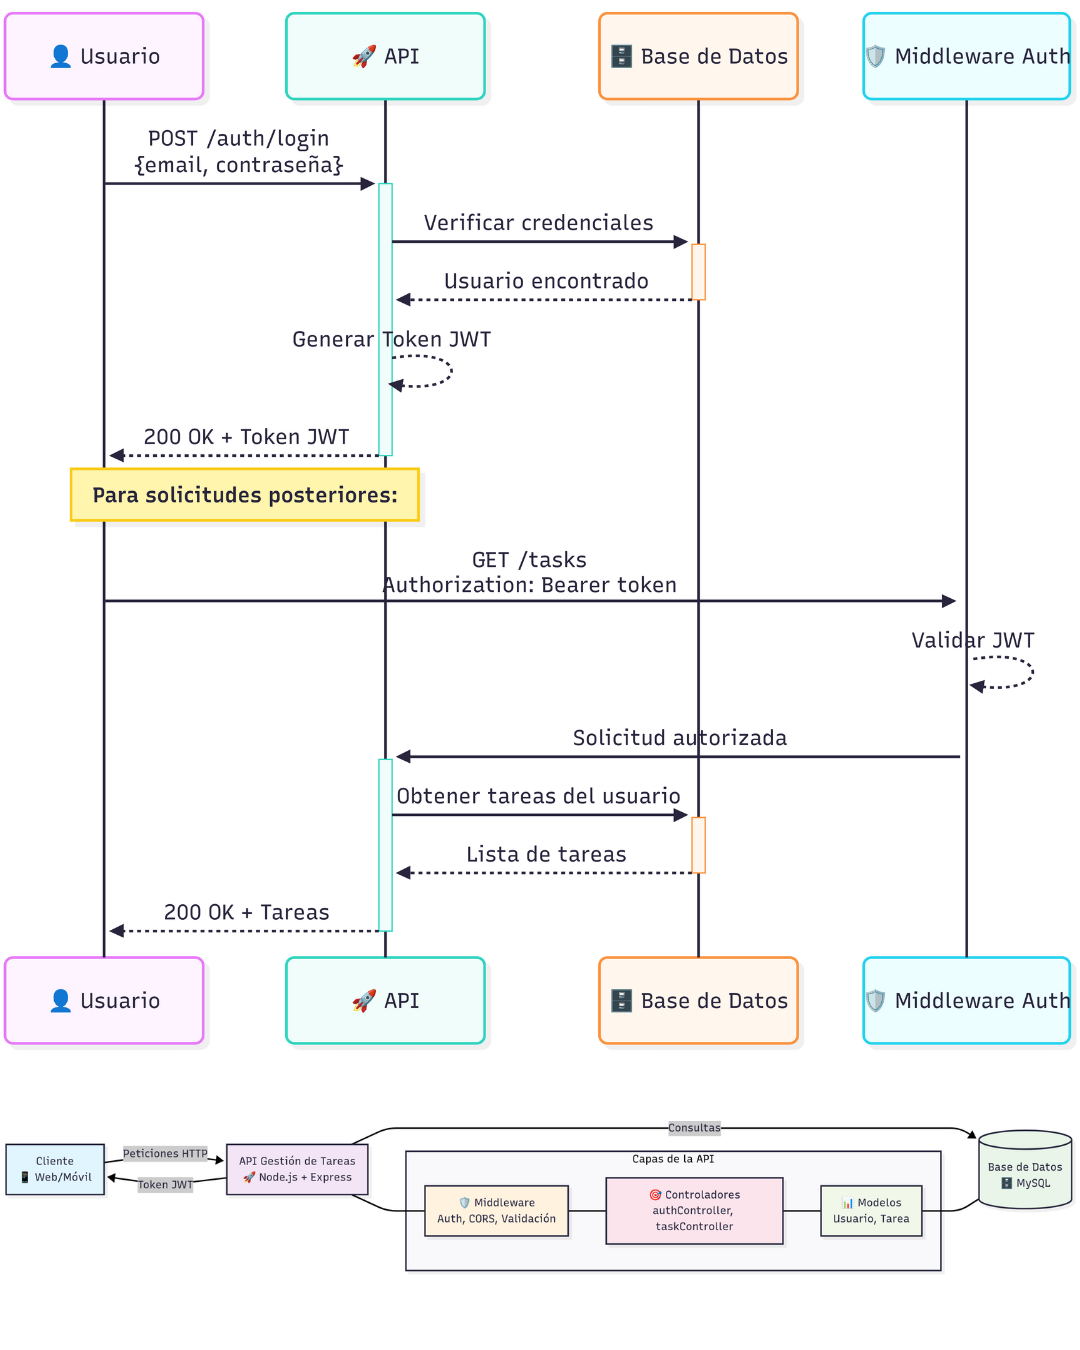 👤 Usuario
🚀 API
🗄️ Base de Datos
🛡️ Middleware Auth
POST /auth/login
{email, contraseña}
Verificar credenciales
Usuario encontrado
Generar Token JWT
200 OK + Token JWT
Para solicitudes posteriores:
GET /tasks
Authorization: Bearer token
Validar JWT
Solicitud autorizada
Obtener tareas del usuario
Lista de tareas
200 OK + Tareas
👤 Usuario
🚀 API
🗄️ Base de Datos
🛡️ Middleware Auth
Cliente
📱 Web/Móvil
Peticiones HTTP
Token JWT
API Gestión de Tareas
🚀 Node.js + Express
Consultas
Capas de la API
🛡️ Middleware
Auth, CORS, Validación
🎯 Controladores
authController,
taskController
📊 Modelos
Usuario, Tarea
Base de Datos
🗄️ MySQL